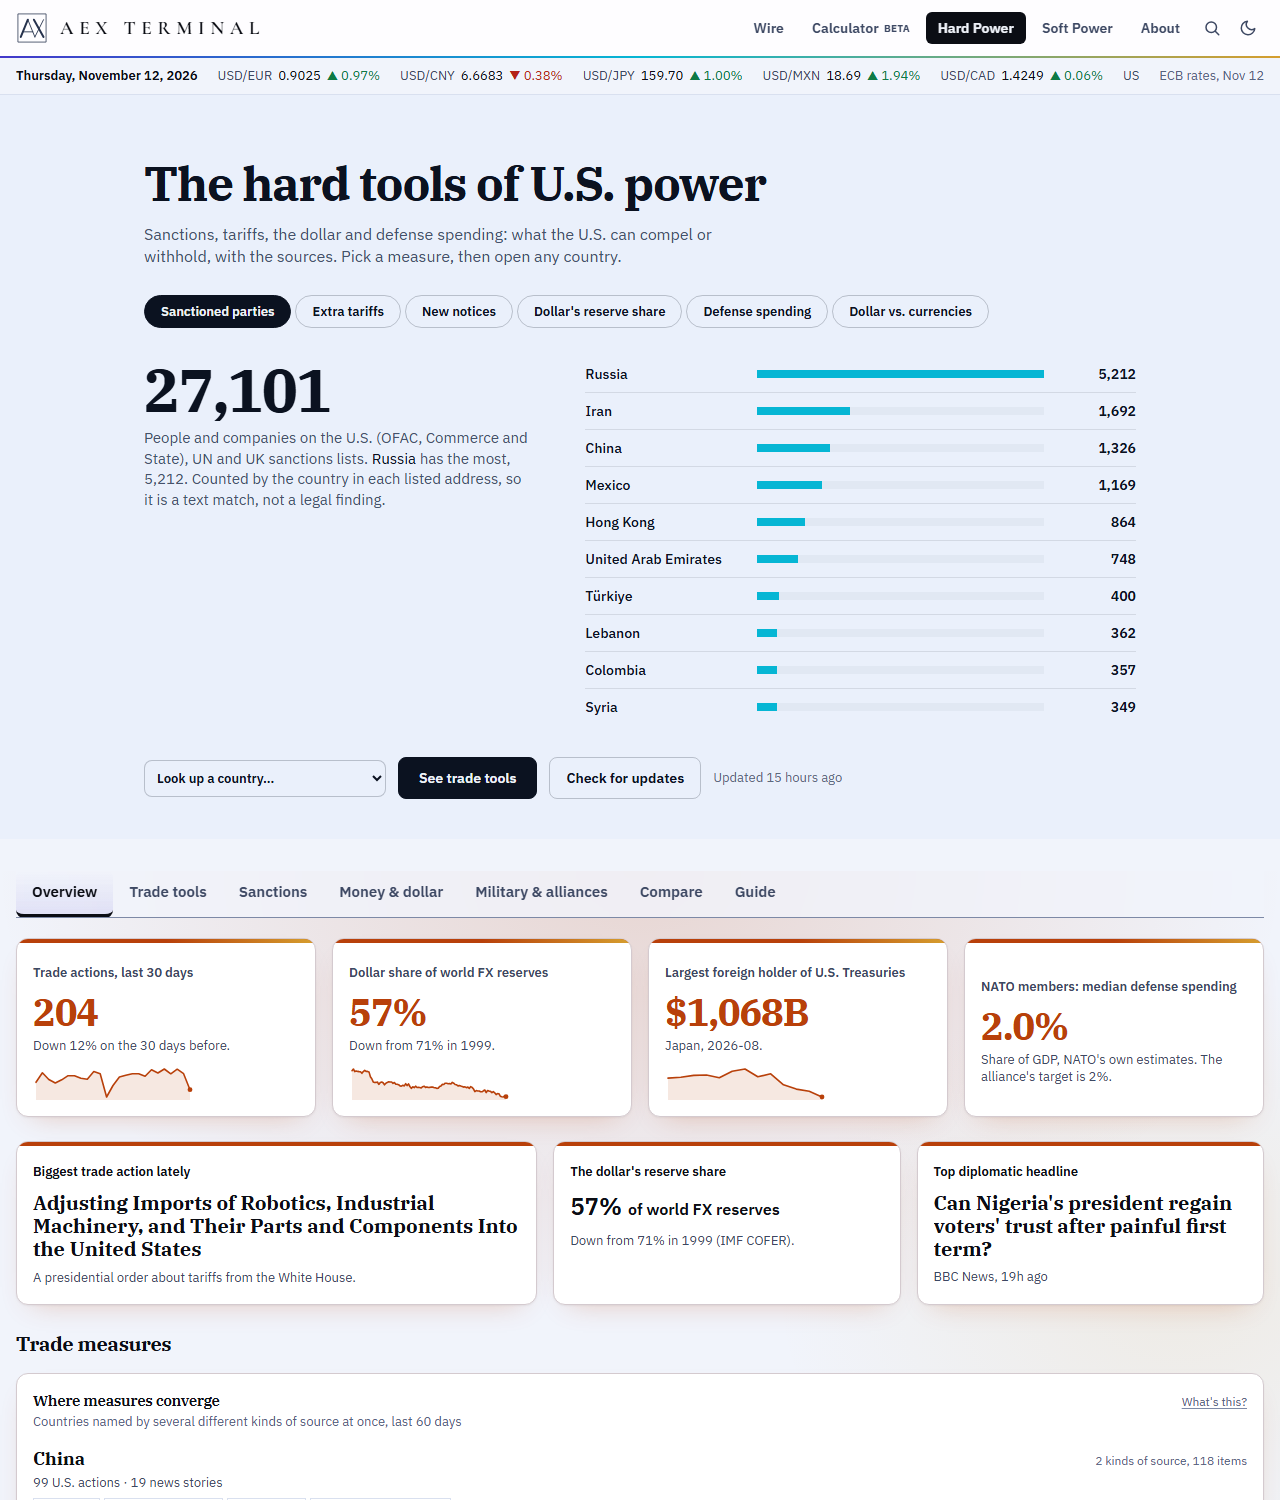 AEX TERMINAL
Wire
Calculator BETA
Hard Power
Soft Power
About
Thursday, November 12, 2026
USD/EUR 0.9025 ▲ 0.97%
USD/CNY 6.6683 ▼ 0.38%
USD/JPY 159.70 ▲ 1.00%
USD/MXN 18.69 ▲ 1.94%
USD/CAD 1.4249 ▲ 0.06%
US
ECB rates, Nov 12
The hard tools of U.S. power
Sanctions, tariffs, the dollar and defense spending: what the U.S. can compel or
withhold, with the sources. Pick a measure, then open any country.
Sanctioned parties
Extra tariffs
New notices
Dollar's reserve share
Defense spending
Dollar vs. currencies
27,101
People and companies on the U.S. (OFAC, Commerce and
State), UN and UK sanctions lists. Russia has the most,
5,212. Counted by the country in each listed address, so
it is a text match, not a legal finding.
Russia 5,212
Iran 1,692
China 1,326
Mexico 1,169
Hong Kong 864
United Arab Emirates 748
Türkiye 400
Lebanon 362
Colombia 357
Syria 349
Look up a country...
See trade tools
Check for updates
Updated 15 hours ago
Overview
Trade tools
Sanctions
Money & dollar
Military & alliances
Compare
Guide
Trade actions, last 30 days
204
Down 12% on the 30 days before.
Dollar share of world FX reserves
57%
Down from 71% in 1999.
Largest foreign holder of U.S. Treasuries
$1,068B
Japan, 2026-08.
NATO members: median defense spending
2.0%
Share of GDP, NATO's own estimates. The
alliance's target is 2%.
Biggest trade action lately
Adjusting Imports of Robotics, Industrial
Machinery, and Their Parts and Components Into
the United States
A presidential order about tariffs from the White House.
The dollar's reserve share
57% of world FX reserves
Down from 71% in 1999 (IMF COFER).
Top diplomatic headline
Can Nigeria's president regain
voters' trust after painful first
term?
BBC News, 19h ago
Trade measures
Where measures converge
What's this?
Countries named by several different kinds of source at once, last 60 days
China
2 kinds of source, 118 items
99 U.S. actions · 19 news stories